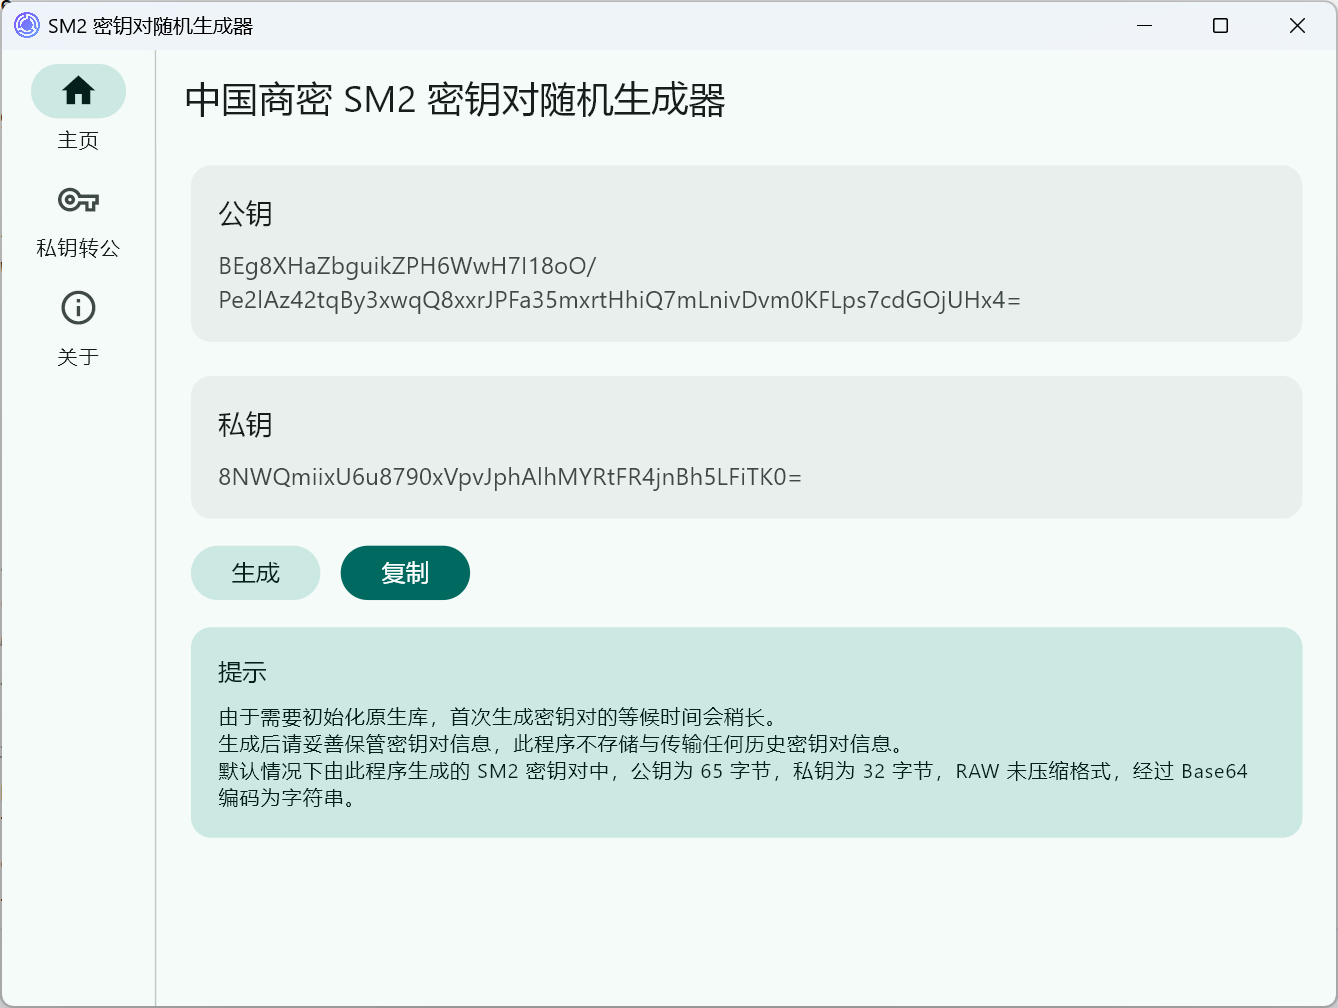 SM2 密钥对随机生成器
主页
私钥转公
关于
中国商密 SM2 密钥对随机生成器
公钥
BEg8XHaZbguikZPH6WwH7I18oO/
Pe2lAz42tqBy3xwqQ8xxrJPFa35mxrtHhiQ7mLnivDvm0KFLps7cdGOjUHx4=
私钥
8NWQmiixU6u8790xVpvJphAlhMYRtFR4jnBh5LFiTK0=
生成
复制
提示
由于需要初始化原生库，首次生成密钥对的等候时间会稍长。
生成后请妥善保管密钥对信息，此程序不存储与传输任何历史密钥对信息。
默认情况下由此程序生成的 SM2 密钥对中，公钥为 65 字节，私钥为 32 字节，RAW 未压缩格式，经过 Base64
编码为字符串。